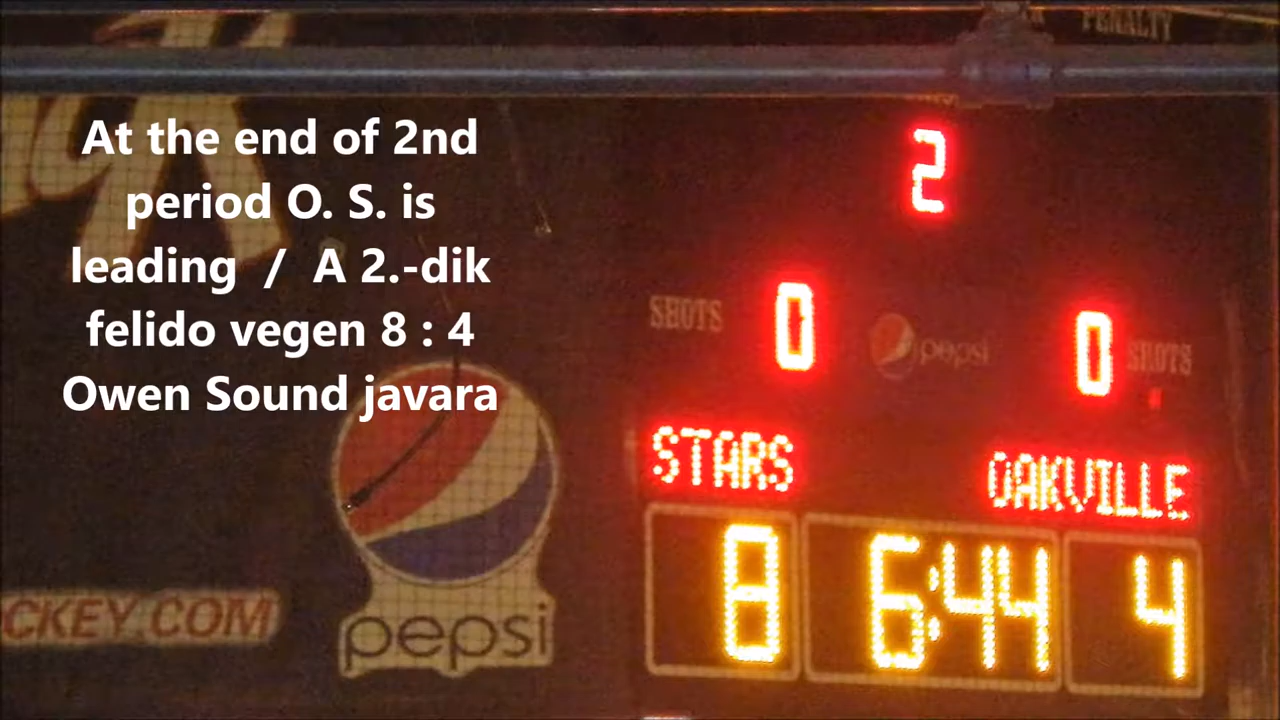 PENALTY
At the end of 2nd
period O. S. is
leading / A 2.-dik
felido vegen 8 : 4
Owen Sound javara
2
SHOTS 0 pepsi 0 SHOTS
STARS OAKVILLE
8 6:44 4
CKEY.COM
pepsi